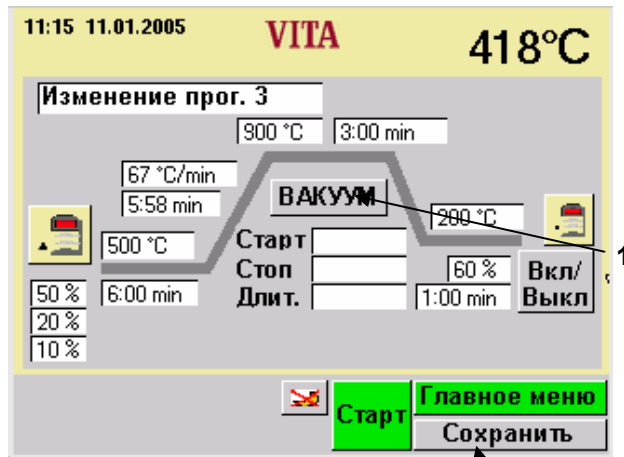 11:15 11.01.2005 VITA 418°C
Изменение прог. 3
900 °C 3:00 min
67 °C/min
5:58 min
ВАКУУМ
200 °C
500 °C
Старт
Стоп
Длит.
60 %
Вкл/
Выкл
50 %
6:00 min
1:00 min
20 %
10 %
1
Старт
Главное меню
Сохранить